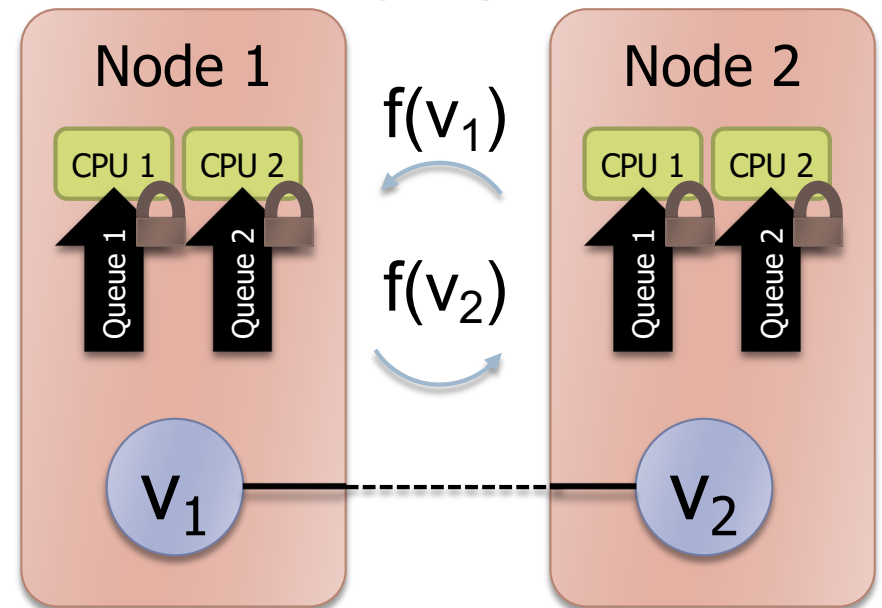 Node 1
CPU 1
CPU 2
Queue 1
Queue 2
v₁
f(v₁)
f(v₂)
Node 2
CPU 1
CPU 2
Queue 1
Queue 2
v₂